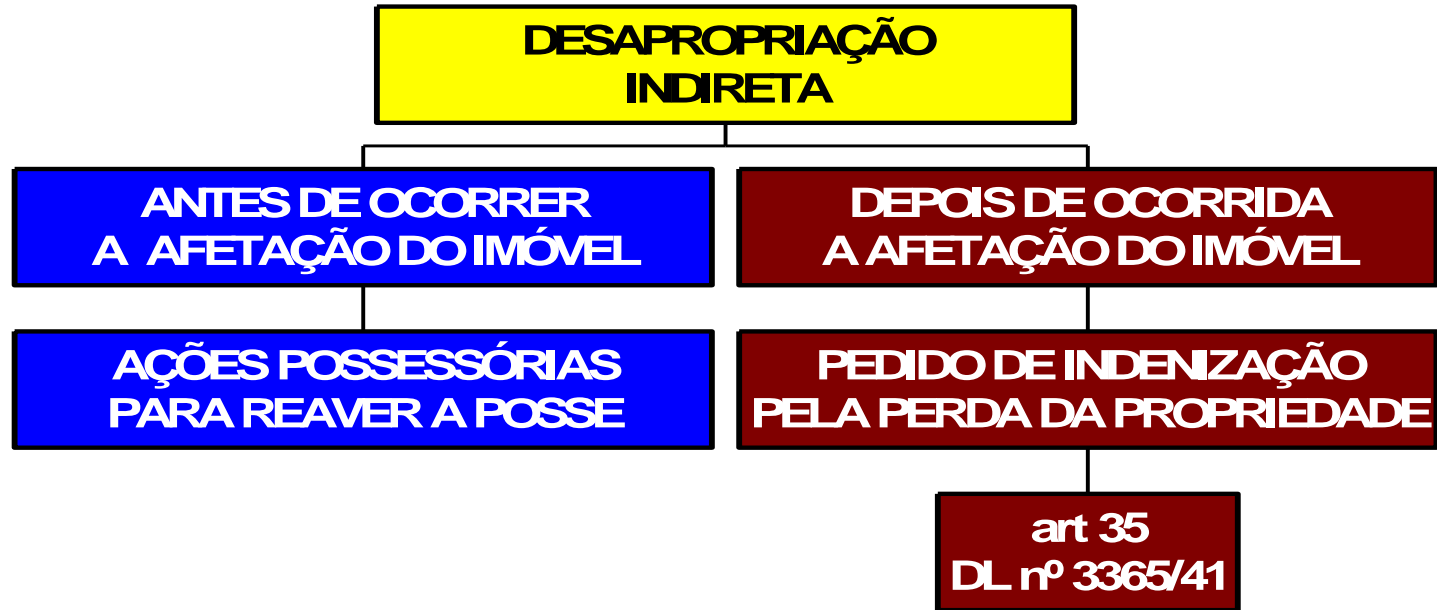 DESAPROPRIAÇÃO
INDIRETA
ANTES DE OCORRER
A AFETAÇÃO DO IMÓVEL
AÇÕES POSSESSÓRIAS
PARA REAVER A POSSE
DEPOIS DE OCORRIDA
A AFETAÇÃO DO IMÓVEL
PEDIDO DE INDENIZAÇÃO
PELA PERDA DA PROPRIEDADE
art 35
DL nº 3365/41